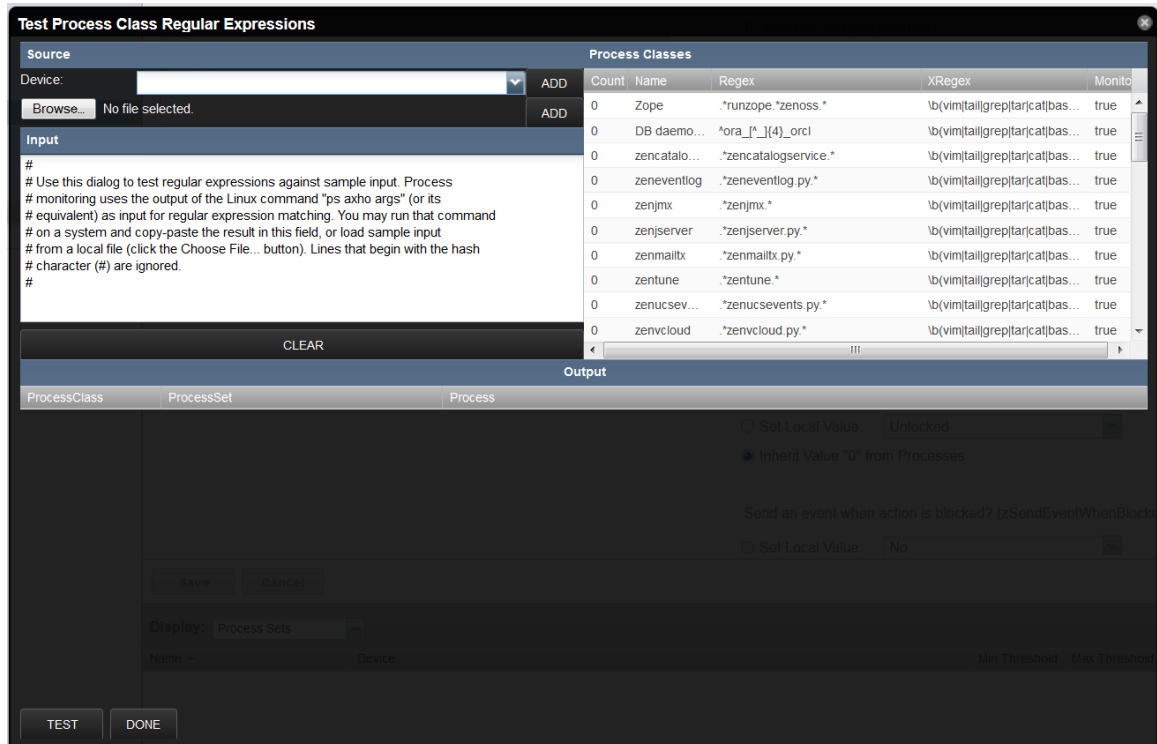 Test Process Class Regular Expressions
Source
Device:
ADD
Browse... No file selected.
ADD
Input
#
# Use this dialog to test regular expressions against sample input. Process
# monitoring uses the output of the Linux command "ps axho args" (or its
# equivalent) as input for regular expression matching. You may run that command
# on a system and copy-paste the result in this field, or load sample input
# from a local file (click the Choose File... button). Lines that begin with the hash
# character (#) are ignored.
#
CLEAR
Process Classes
Count Name Regex XRegex Monito
0 Zope .*runzope.*zenoss.* \b(vim|tail|grep|tar|cat|bas... true
0 DB daemo... ^ora_[^_]{4}_orcl \b(vim|tail|grep|tar|cat|bas... true
0 zencatalo... .*zencatalogservice.* \b(vim|tail|grep|tar|cat|bas... true
0 zeneventlog .*zeneventlog.py.* \b(vim|tail|grep|tar|cat|bas... true
0 zenjmx .*zenjmx.* \b(vim|tail|grep|tar|cat|bas... true
0 zenjserver .*zenjserver.py.* \b(vim|tail|grep|tar|cat|bas... true
0 zenmailtx .*zenmailtx.py.* \b(vim|tail|grep|tar|cat|bas... true
0 zentune .*zentune.* \b(vim|tail|grep|tar|cat|bas... true
0 zenucsev... .*zenucsevents.py.* \b(vim|tail|grep|tar|cat|bas... true
0 zenvcloud .*zenvcloud.py.* \b(vim|tail|grep|tar|cat|bas... true
Output
ProcessClass ProcessSet Process
Set Local Value: Unlocked
Inherit Value "0" from Processes
Send an event when action is blocked? (zSendEventWhenBlocke
Set Local Value: No
Save Cancel
Display: Process Sets
Name Device Min Threshold Max Threshold
TEST DONE